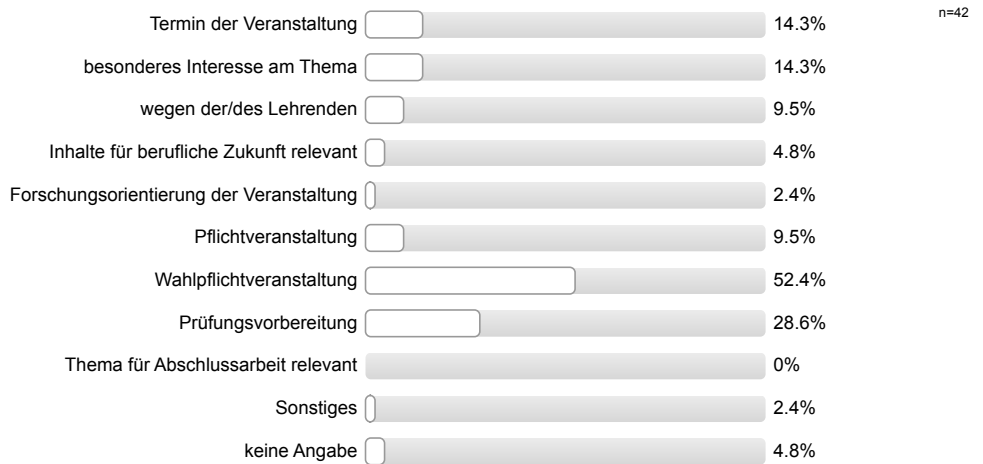 Termin der Veranstaltung 14.3% n=42
besonderes Interesse am Thema 14.3%
wegen der/des Lehrenden 9.5%
Inhalte für berufliche Zukunft relevant 4.8%
Forschungsorientierung der Veranstaltung 2.4%
Pflichtveranstaltung 9.5%
Wahlpflichtveranstaltung 52.4%
Prüfungsvorbereitung 28.6%
Thema für Abschlussarbeit relevant 0%
Sonstiges 2.4%
keine Angabe 4.8%